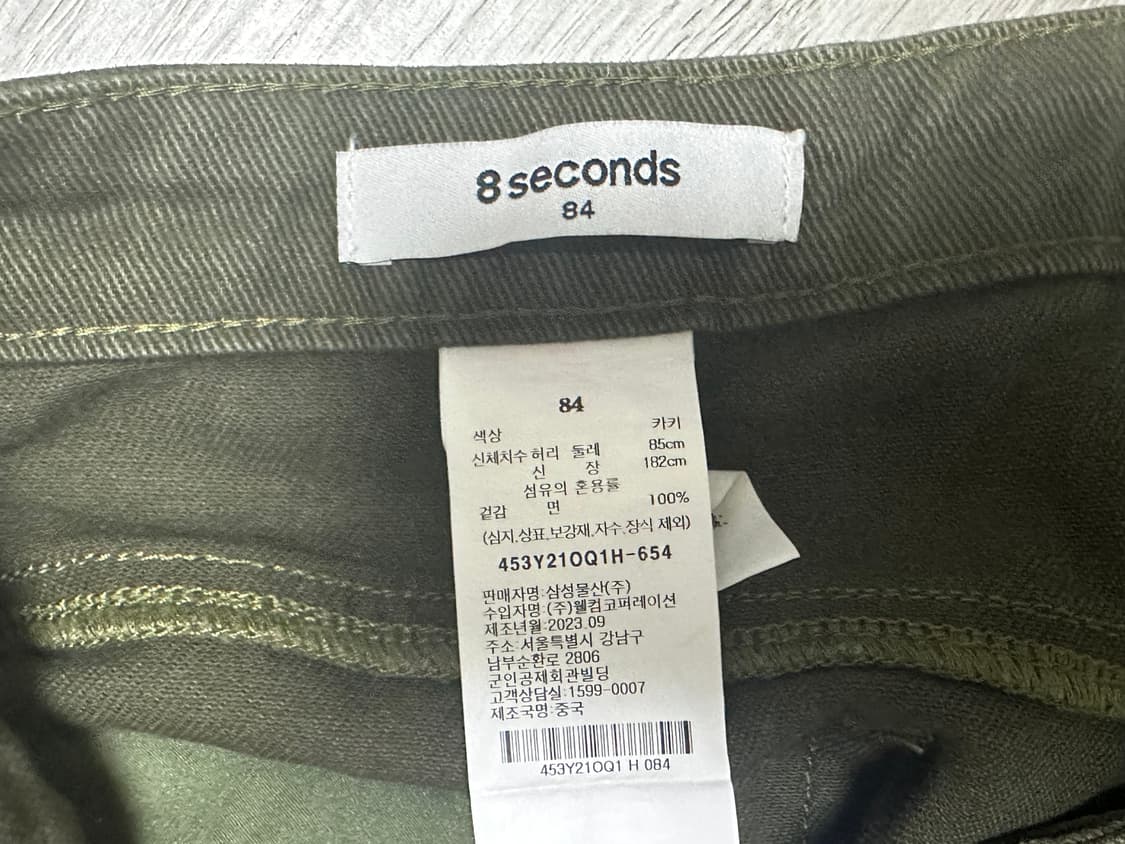 8 seconds
84
84
색상 카키
신체치수 허리 둘레 85cm
신 장 182cm
섬유의 혼용률
겉감 면 100%
(심지,상표,보강재,자수,장식 제외)
453Y21OQ1H-654
판매자명:삼성물산(주)
수입자명:(주)웰컴코퍼레이션
제조년월:2023.09
주소:서울특별시 강남구
남부순환로 2806
군인공제회관빌딩
고객상담실:1599-0007
제조국명:중국
453Y21OQ1 H 084